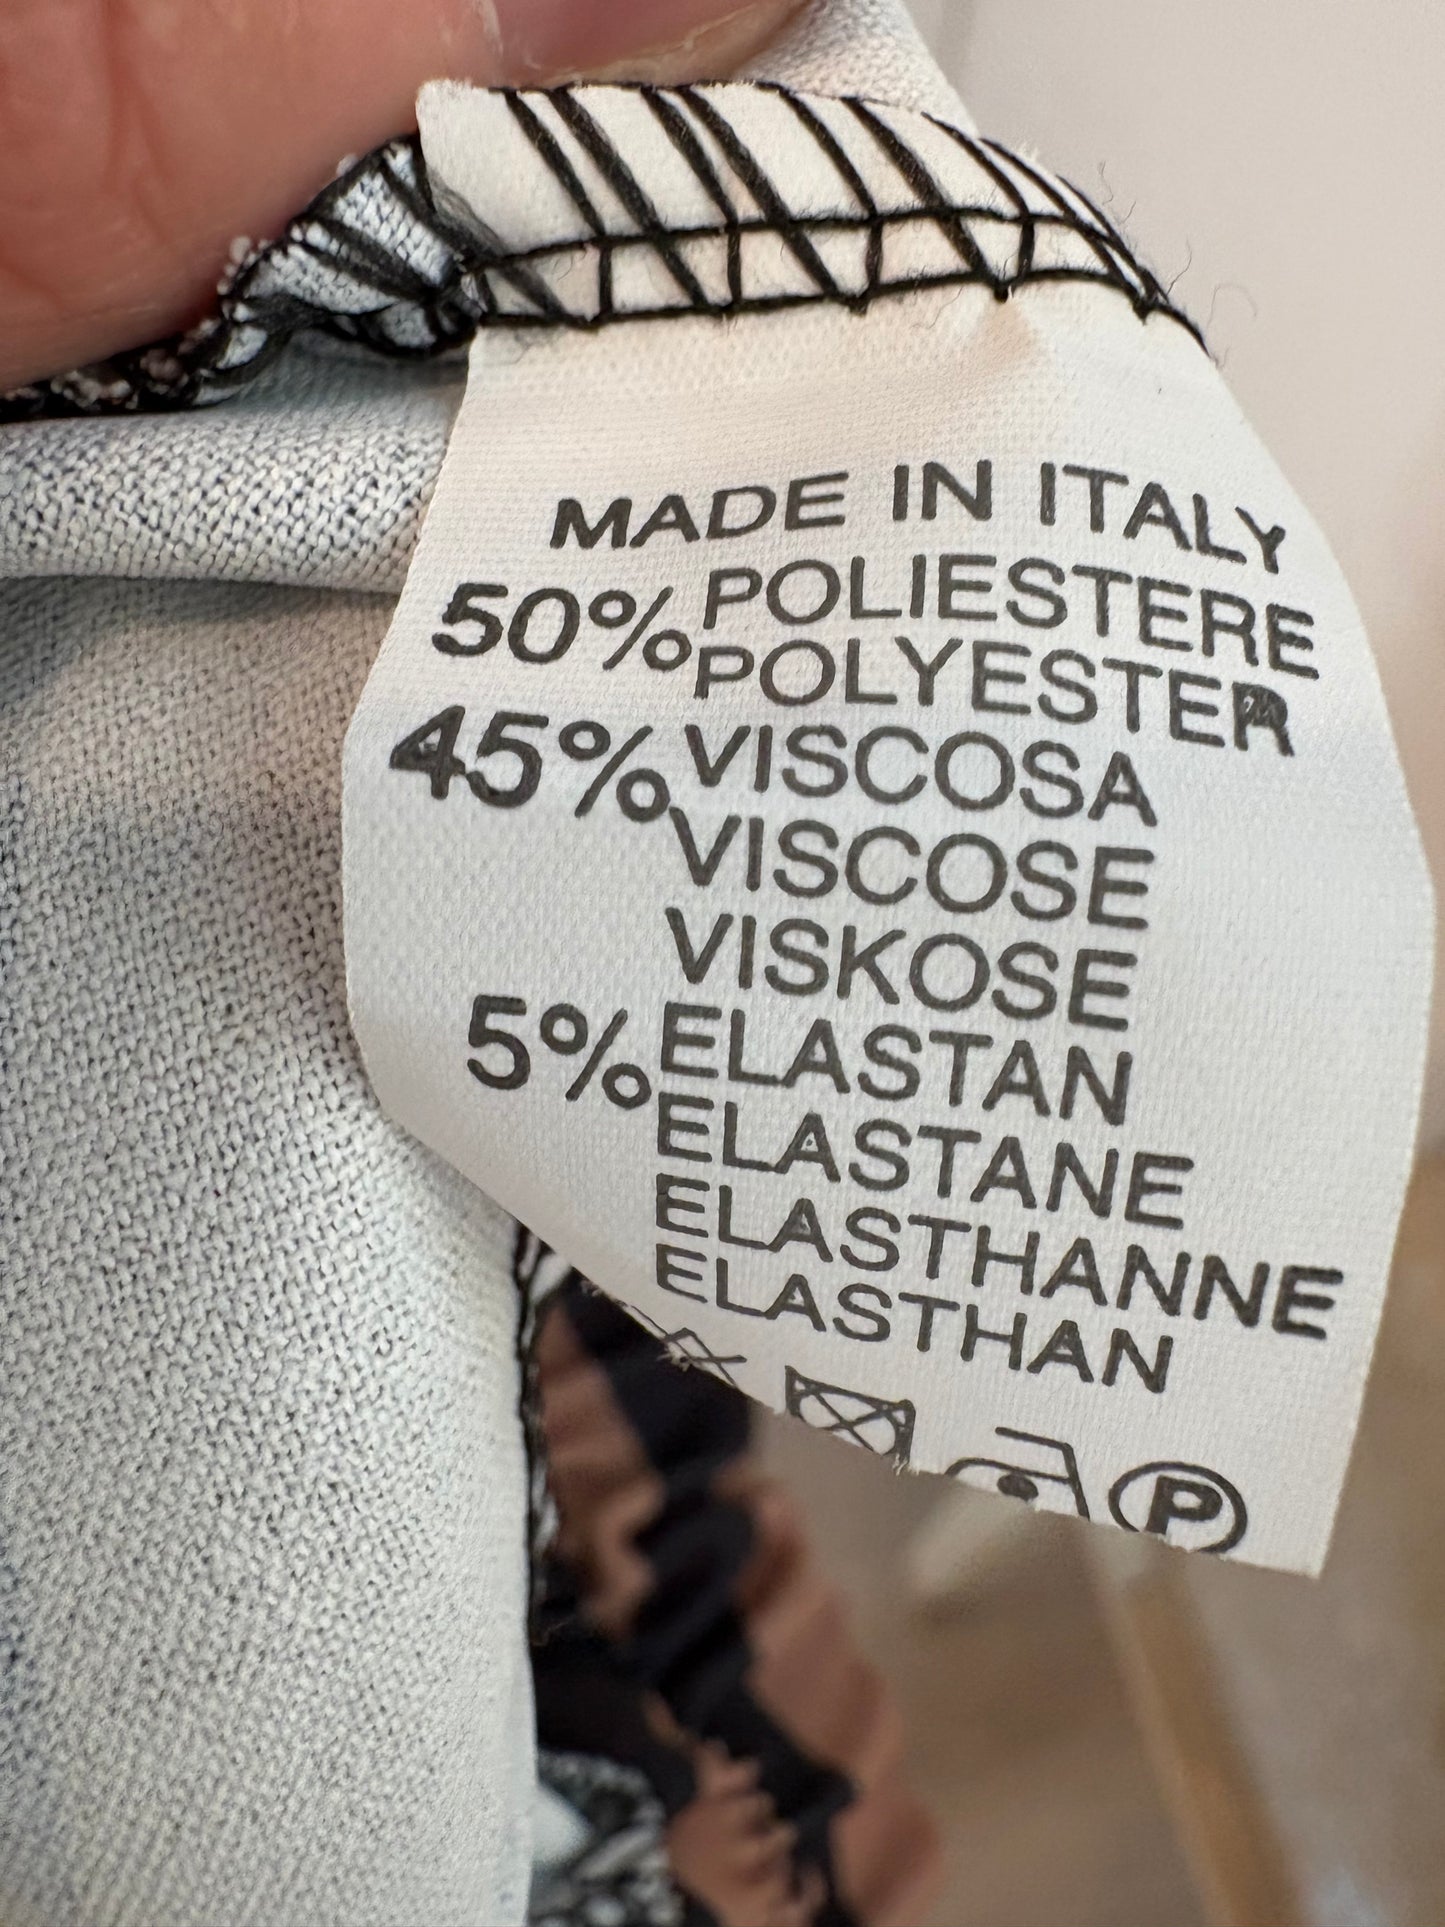 MADE IN ITALY
50% POLIESTERE
POLYESTER
45% VISCOSA
VISCOSE
VISKOSE
5% ELASTAN
ELASTANE
ELASTHANNE
ELASTHAN
P